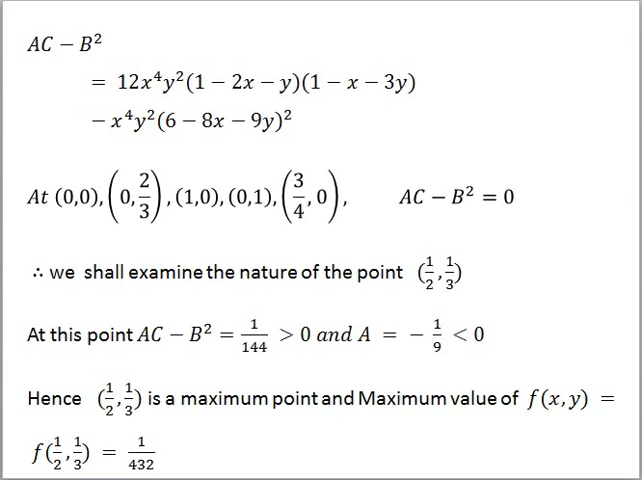 AC − B²
= 12x⁴y²(1 − 2x − y)(1 − x − 3y)
− x⁴y²(6 − 8x − 9y)²
At (0,0), (0, 2/3), (1,0), (0,1), (3/4, 0), AC − B² = 0
∴ we shall examine the nature of the point (1/2, 1/3)
At this point AC − B² = 1/144 > 0 and A = − 1/9 < 0
Hence (1/2, 1/3) is a maximum point and Maximum value of f(x, y) =
f(1/2, 1/3) = 1/432